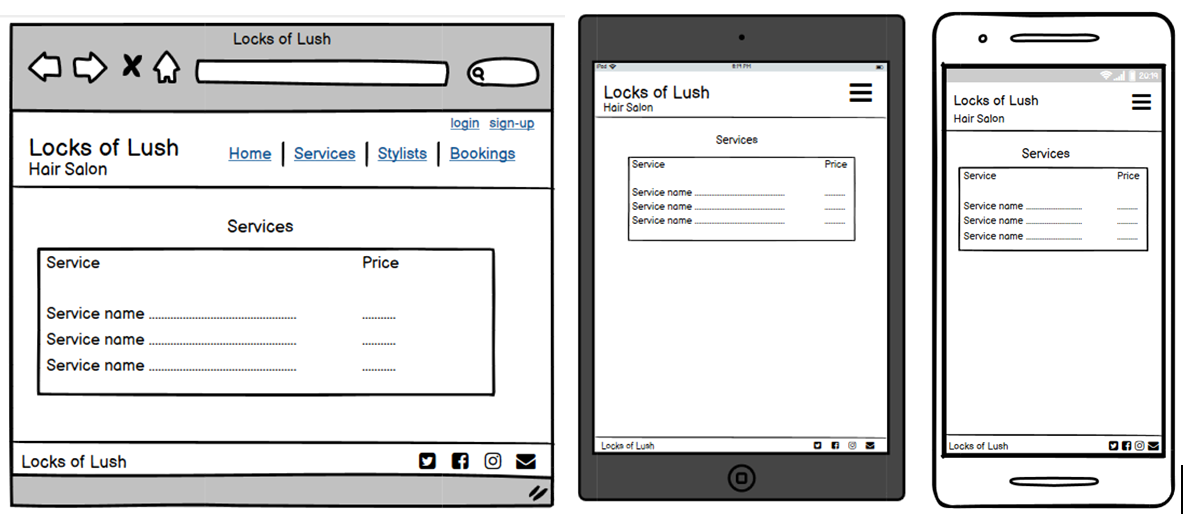 Locks of Lush
login sign-up
Locks of Lush
Hair Salon
Home Services Stylists Bookings
Services
Service Price
Service name ..........
Service name ..........
Service name ..........
Locks of Lush
iPad 8:19 PM
Locks of Lush
Hair Salon
Services
Service Price
Service name ..........
Service name ..........
Service name ..........
Locks of Lush
20:19
Locks of Lush
Hair Salon
Services
Service Price
Service name ..........
Service name ..........
Service name ..........
Locks of Lush